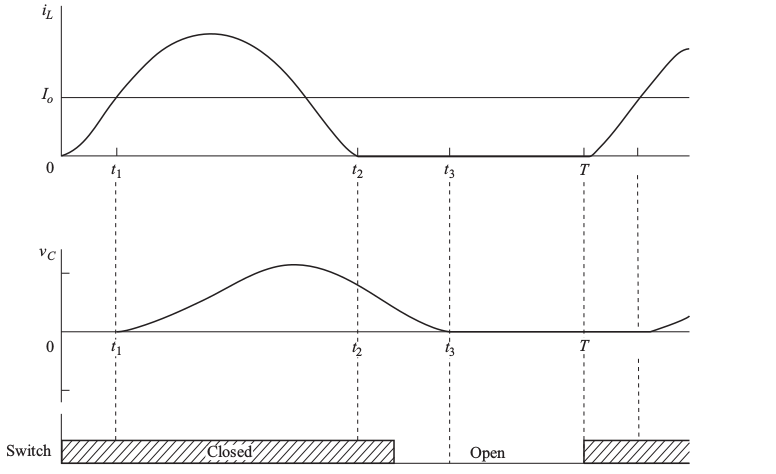 i_L
I_o
0 t_1 t_2 t_3 T
v_C
0 t_1 t_2 t_3 T
Switch Closed Open